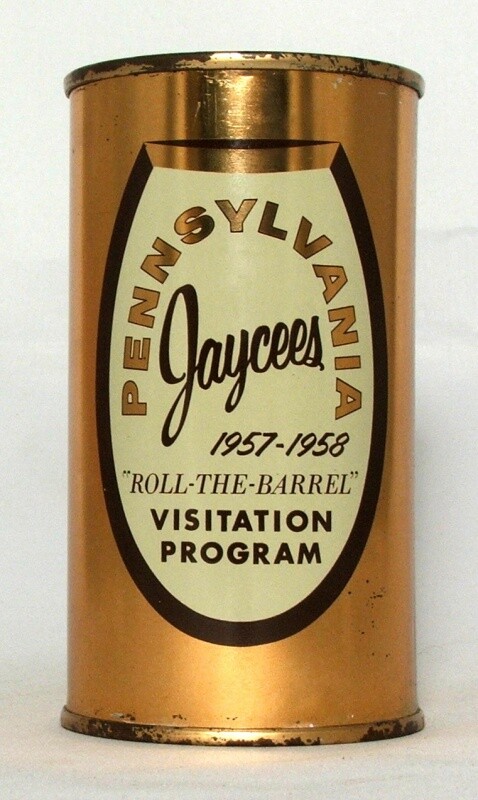 PENNSYLVANIA
Jaycees
1957-1958
"ROLL-THE-BARREL"
VISITATION
PROGRAM